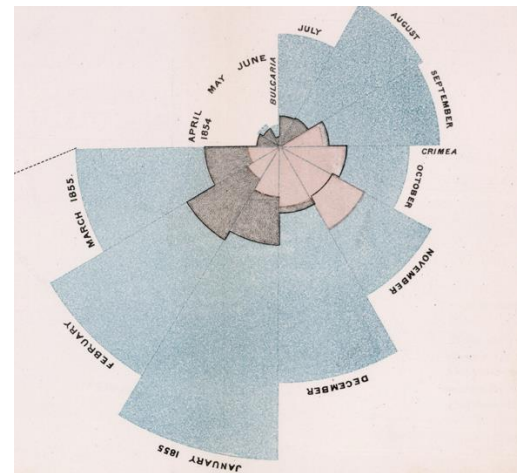 APRIL
1854
MAY
JUNE
BULGARIA
JULY
AUGUST
SEPTEMBER
CRIMEA
OCTOBER
NOVEMBER
DECEMBER
JANUARY 1855
FEBRUARY
MARCH 1855.